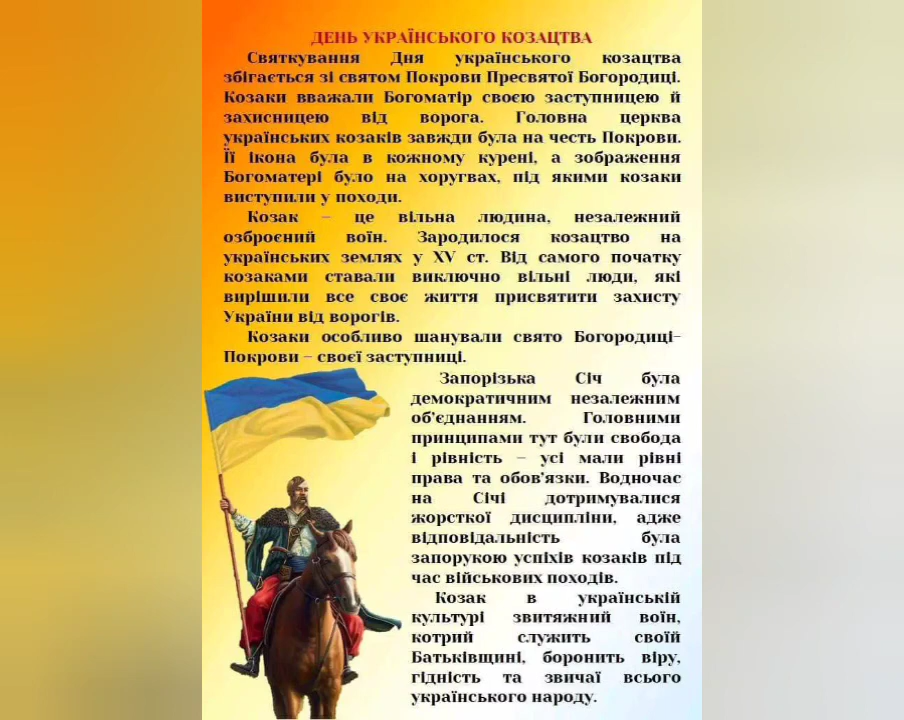 ДЕНЬ УКРАЇНСЬКОГО КОЗАЦТВА
Святкування Дня українського козацтва
збігається зі святом Покрови Пресвятої Богородиці.
Козаки вважали Богоматір своєю заступницею й
захисницею від ворога. Головна церква
українських козаків завжди була на честь Покрови.
Її ікона була в кожному курені, а зображення
Богоматері було на хоругвах, під якими козаки
виступили у походи.
Козак – це вільна людина, незалежний
озброєний воїн. Зародилося козацтво на
українських землях у XV ст. Від самого початку
козаками ставали виключно вільні люди, які
вирішили все своє життя присвятити захисту
України від ворогів.
Козаки особливо шанували свято Богородиці-
Покрови – своєї заступниці.
Запорізька Січ була
демократичним незалежним
об'єднанням. Головними
принципами тут були свобода
і рівність – усі мали рівні
права та обов'язки. Водночас
на Січі дотримувалися
жорсткої дисципліни, адже
відповідальність була
запорукою успіхів козаків під
час військових походів.
Козак в українській
культурі звитяжний воїн,
котрий служить своїй
Батьківщині, боронить віру,
гідність та звичаї всього
українського народу.